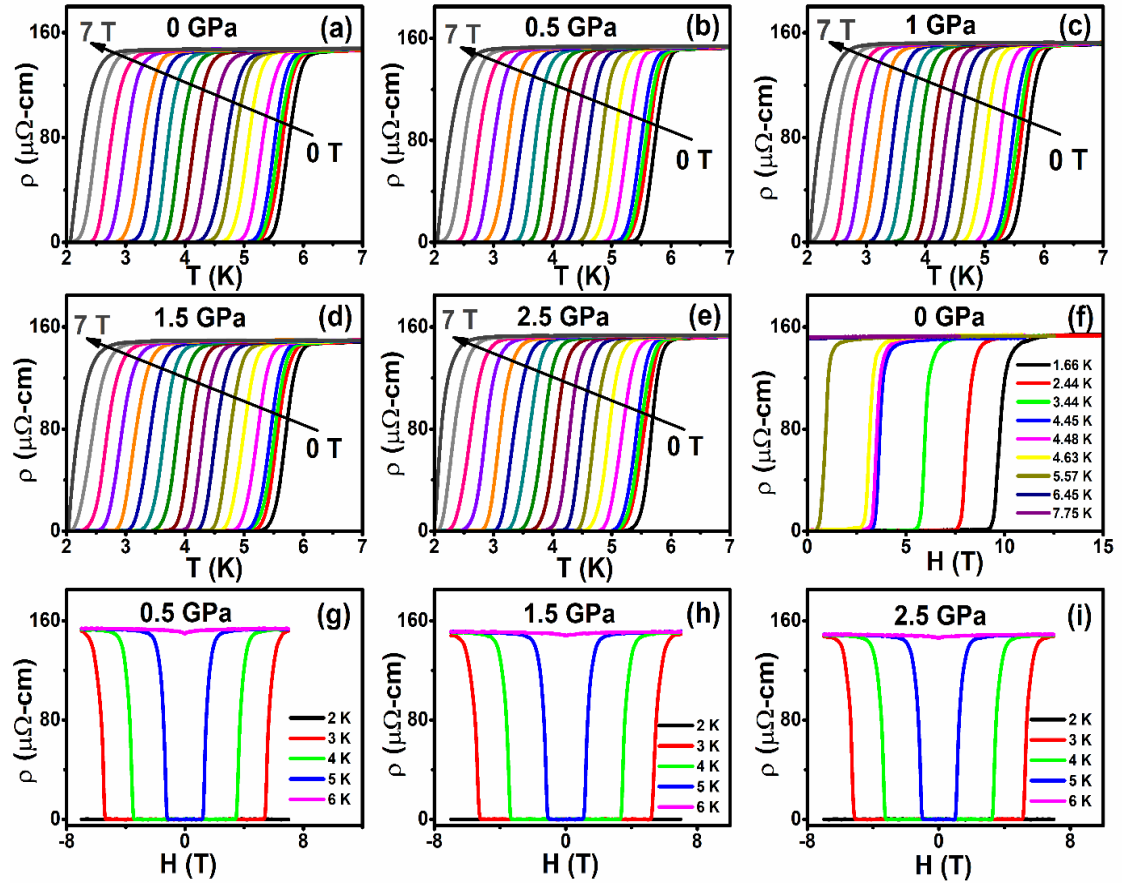 7 T 0 GPa (a)
160
80
0
0 T
ρ (μΩ-cm)
2 3 4 5 6 7
T (K)
7 T 0.5 GPa (b)
160
80
0
0 T
ρ (μΩ-cm)
2 3 4 5 6 7
T (K)
7 T 1 GPa (c)
160
80
0
0 T
ρ (μΩ-cm)
2 3 4 5 6 7
T (K)
7 T 1.5 GPa (d)
160
80
0
0 T
ρ (μΩ-cm)
2 3 4 5 6 7
T (K)
7 T 2.5 GPa (e)
160
80
0
0 T
ρ (μΩ-cm)
2 3 4 5 6 7
T (K)
0 GPa (f)
160
80
0
ρ (μΩ-cm)
1.66 K
2.44 K
3.44 K
4.45 K
4.48 K
4.63 K
5.57 K
6.45 K
7.75 K
0 5 10 15
H (T)
0.5 GPa (g)
160
80
0
ρ (μΩ-cm)
2 K
3 K
4 K
5 K
6 K
-8 0 8
H (T)
1.5 GPa (h)
160
80
0
ρ (μΩ-cm)
2 K
3 K
4 K
5 K
6 K
-8 0 8
H (T)
2.5 GPa (i)
160
80
0
ρ (μΩ-cm)
2 K
3 K
4 K
5 K
6 K
-8 0 8
H (T)